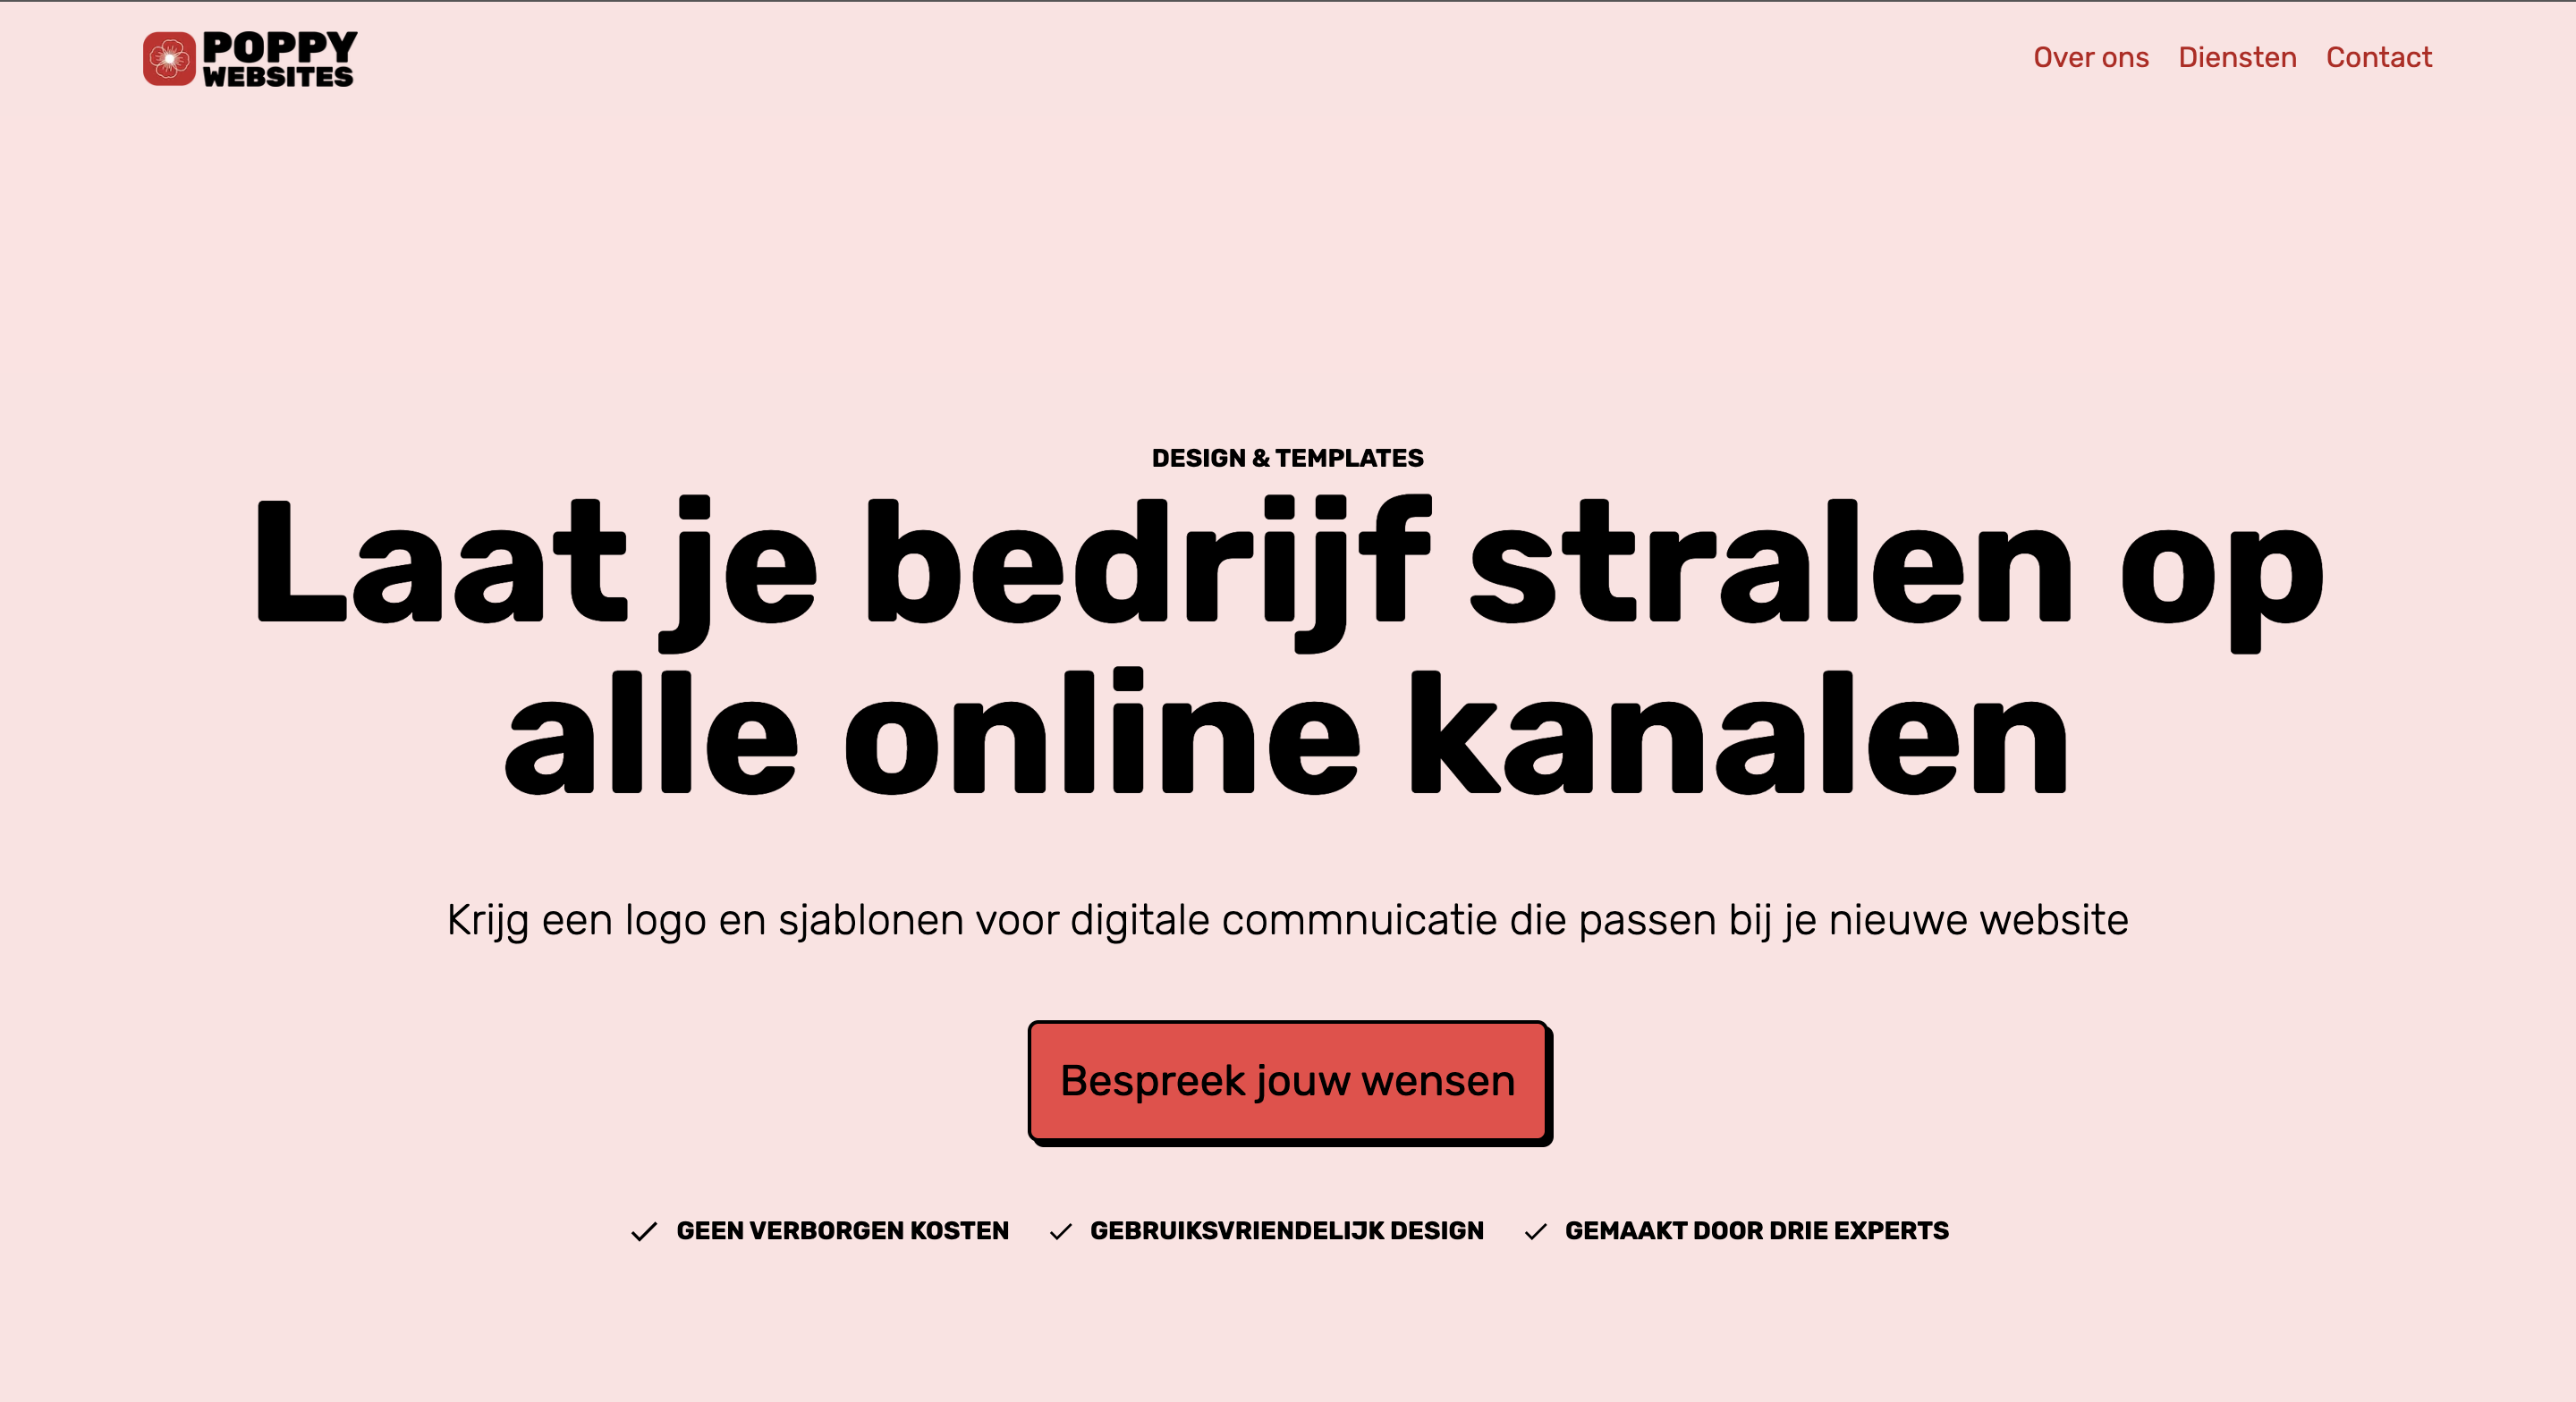 POPPY
WEBSITES
Over ons Diensten Contact
DESIGN & TEMPLATES
Laat je bedrijf stralen op
alle online kanalen
Krijg een logo en sjablonen voor digitale commnuicatie die passen bij je nieuwe website
Bespreek jouw wensen
GEEN VERBORGEN KOSTEN GEBRUIKSVRIENDELIJK DESIGN GEMAAKT DOOR DRIE EXPERTS